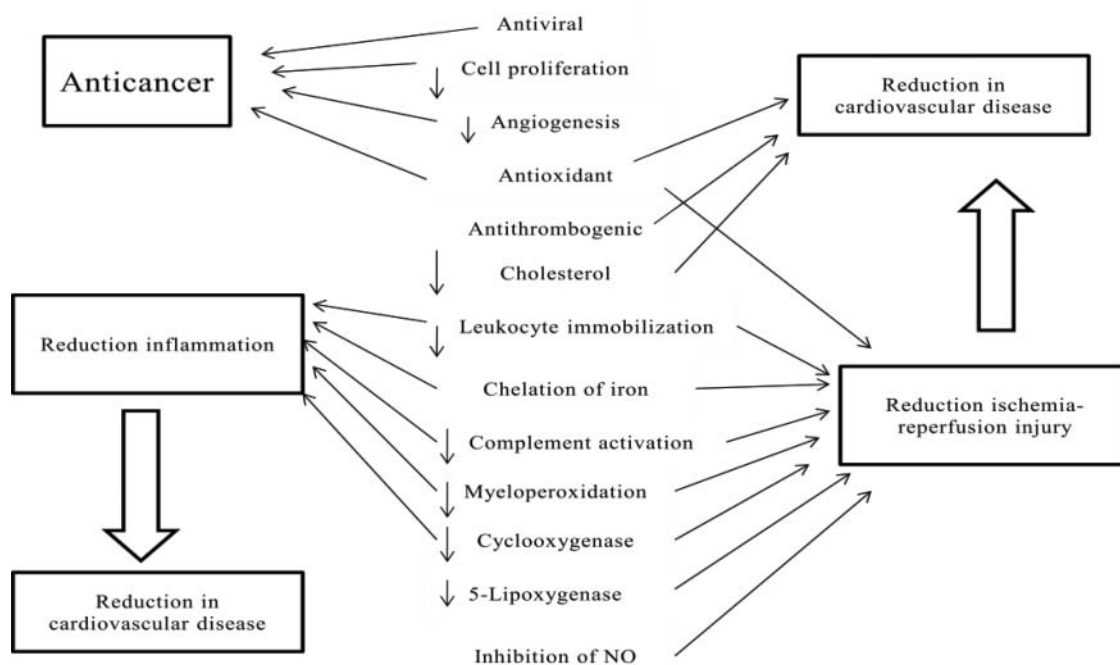 Antiviral
Cell proliferation
Angiogenesis
Antioxidant
Antithrombogenic
Cholesterol
Leukocyte immobilization
Chelation of iron
Complement activation
Myeloperoxidation
Cyclooxygenase
5-Lipoxygenase
Inhibition of NO
Anticancer
Reduction inflammation
Reduction in
cardiovascular disease
Reduction in
cardiovascular disease
Reduction ischemia-
reperfusion injury